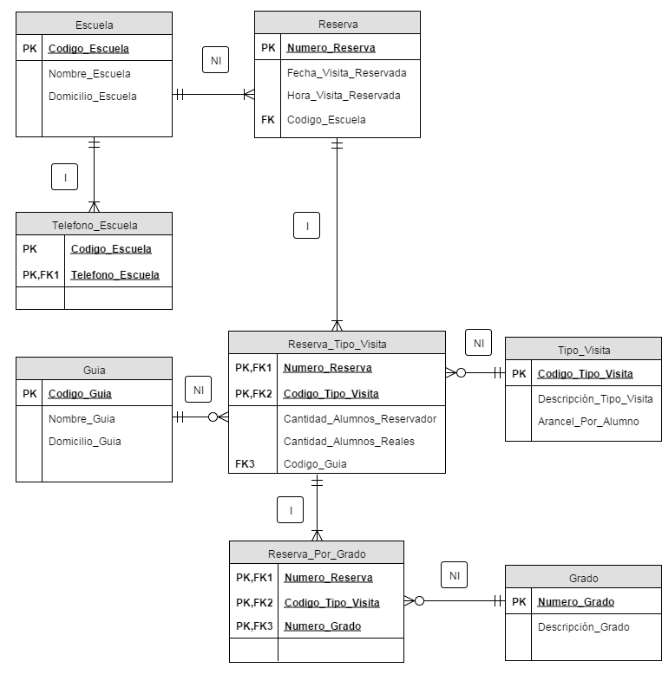 Escuela
PK Codigo_Escuela
Nombre_Escuela
Domicilio_Escuela
NI
Reserva
PK Numero_Reserva
Fecha_Visita_Reservada
Hora_Visita_Reservada
FK Codigo_Escuela
I
I
Telefono_Escuela
PK Codigo_Escuela
PK,FK1 Telefono_Escuela
Guia
PK Codigo_Guia
Nombre_Guia
Domicilio_Guia
NI
Reserva_Tipo_Visita
PK,FK1 Numero_Reserva
PK,FK2 Codigo_Tipo_Visita
Cantidad_Alumnos_Reservador
Cantidad_Alumnos_Reales
FK3 Codigo_Guia
NI
Tipo_Visita
PK Codigo_Tipo_Visita
Descripción_Tipo_Visita
Arancel_Por_Alumno
I
Reserva_Por_Grado
PK,FK1 Numero_Reserva
PK,FK2 Codigo_Tipo_Visita
PK,FK3 Numero_Grado
NI
Grado
PK Numero_Grado
Descripción_Grado